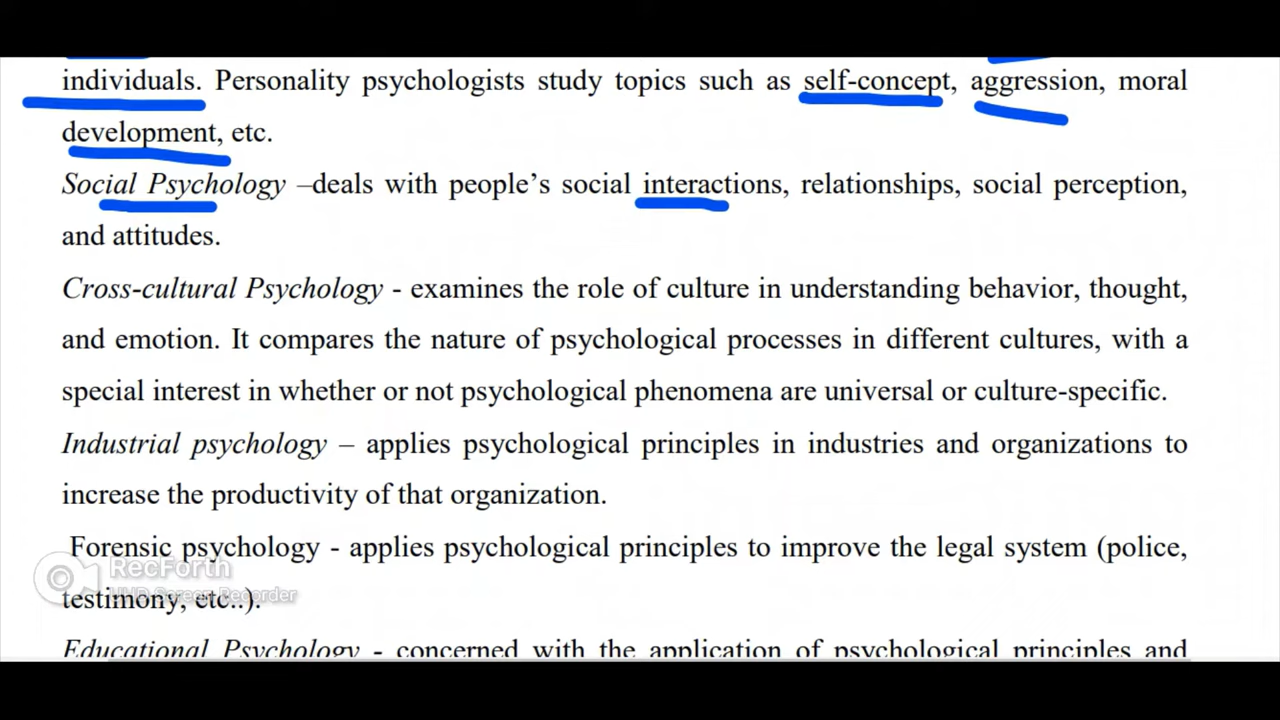 individuals. Personality psychologists study topics such as self-concept, aggression, moral
development, etc.
Social Psychology –deals with people’s social interactions, relationships, social perception,
and attitudes.
Cross-cultural Psychology - examines the role of culture in understanding behavior, thought,
and emotion. It compares the nature of psychological processes in different cultures, with a
special interest in whether or not psychological phenomena are universal or culture-specific.
Industrial psychology – applies psychological principles in industries and organizations to
increase the productivity of that organization.
Forensic psychology - applies psychological principles to improve the legal system (police,
RecForth
UHD Screen Recorder
testimony, etc..).
Educational Psychology - concerned with the application of psychological principles and